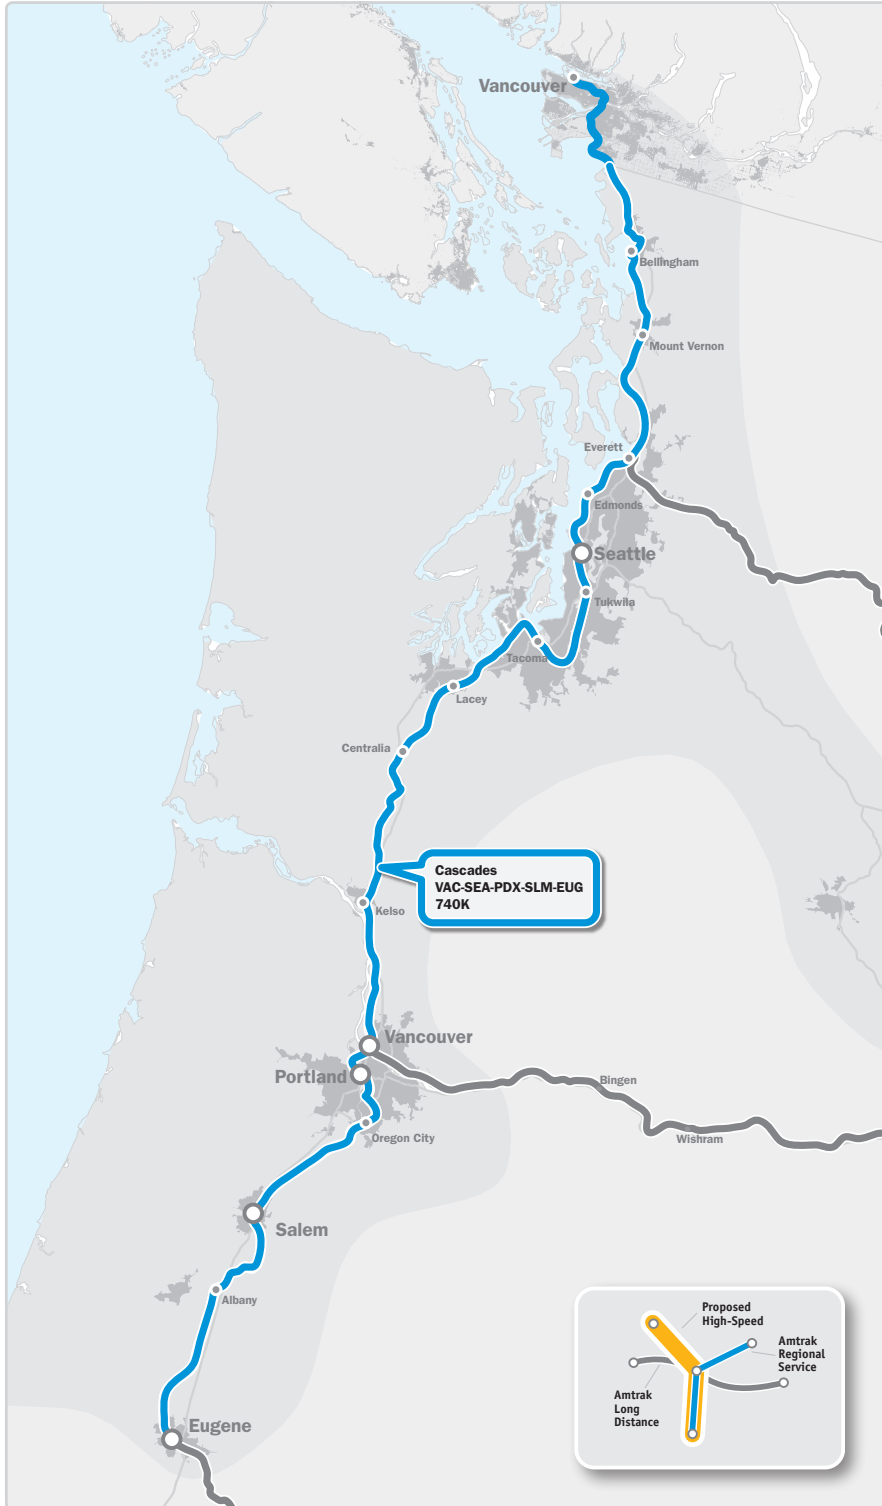 Vancouver
Bellingham
Mount Vernon
Everett
Edmonds
Seattle
Tukwila
Tacoma
Lacey
Centralia
Cascades
VAC-SEA-PDX-SLM-EUG
740K
Kelso
Vancouver
Portland
Bingen
Oregon City
Wishram
Salem
Albany
Eugene
Proposed
High-Speed
Amtrak
Regional
Service
Amtrak
Long
Distance